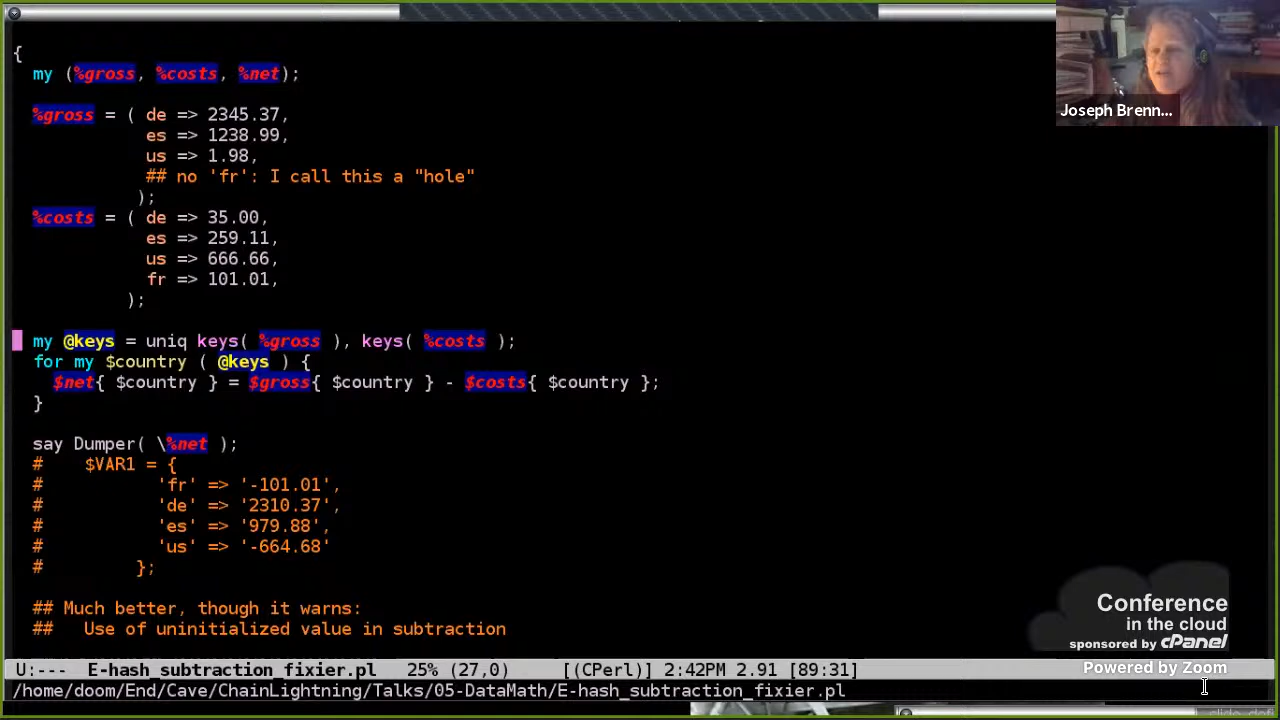 {
my (%gross, %costs, %net);
%gross = ( de => 2345.37,
es => 1238.99,
us => 1.98,
## no 'fr': I call this a "hole"
);
%costs = ( de => 35.00,
es => 259.11,
us => 666.66,
fr => 101.01,
);
my @keys = uniq keys( %gross ), keys( %costs );
for my $country ( @keys ) {
$net{ $country } = $gross{ $country } - $costs{ $country };
}
say Dumper( \%net );
# $VAR1 = {
# 'fr' => '-101.01',
# 'de' => '2310.37',
# 'es' => '979.88',
# 'us' => '-664.68'
# };
## Much better, though it warns:
## Use of uninitialized value in subtraction
U:--- E-hash_subtraction_fixier.pl 25% (27,0) [(CPerl)] 2:42PM 2.91 [89:31]
/home/doom/End/Cave/ChainLightning/Talks/05-DataMath/E-hash_subtraction_fixier.pl
Joseph Brenn...
Conference
in the cloud
sponsored by cPanel
Powered by Zoom